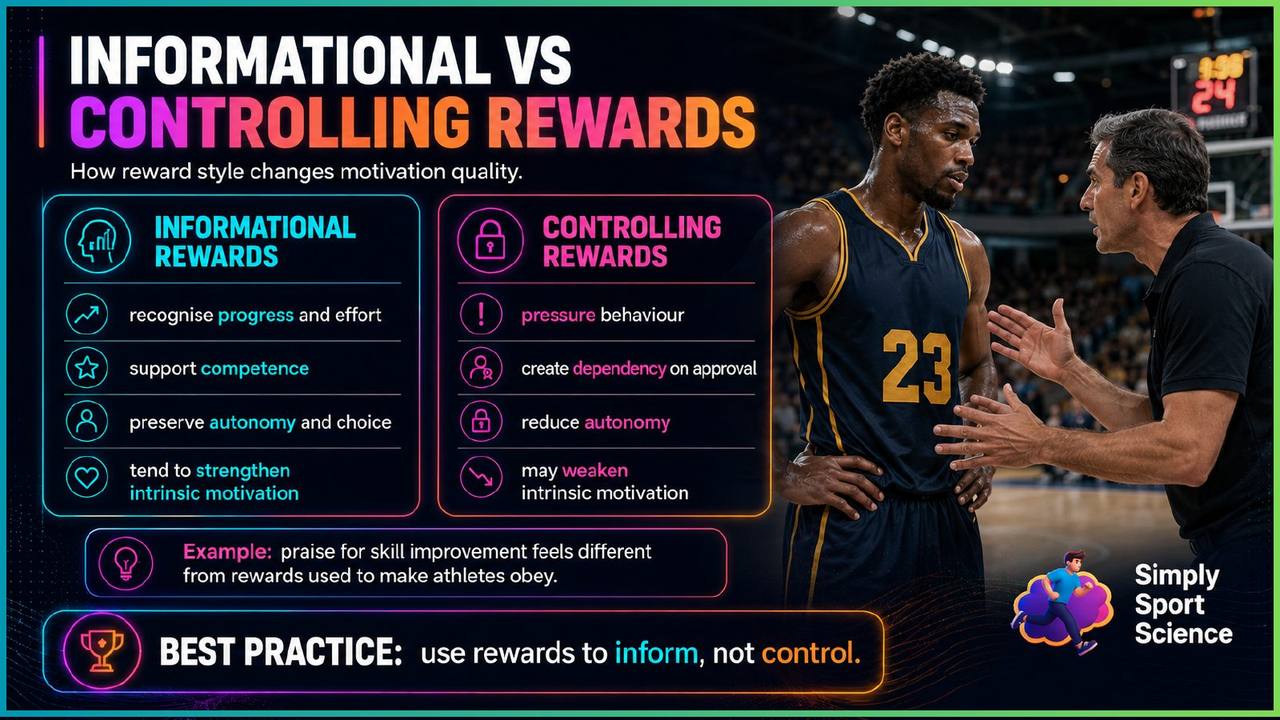 INFORMATIONAL VS
CONTROLLING REWARDS
How reward style changes motivation quality.
INFORMATIONAL
REWARDS
recognise progress and effort
support competence
preserve autonomy and choice
tend to strengthen
intrinsic motivation
CONTROLLING
REWARDS
pressure behaviour
create dependency on approval
reduce autonomy
may weaken
intrinsic motivation
Example: praise for skill improvement feels different
from rewards used to make athletes obey.
BEST PRACTICE: use rewards to inform, not control.
23
24
Simply
Sport
Science